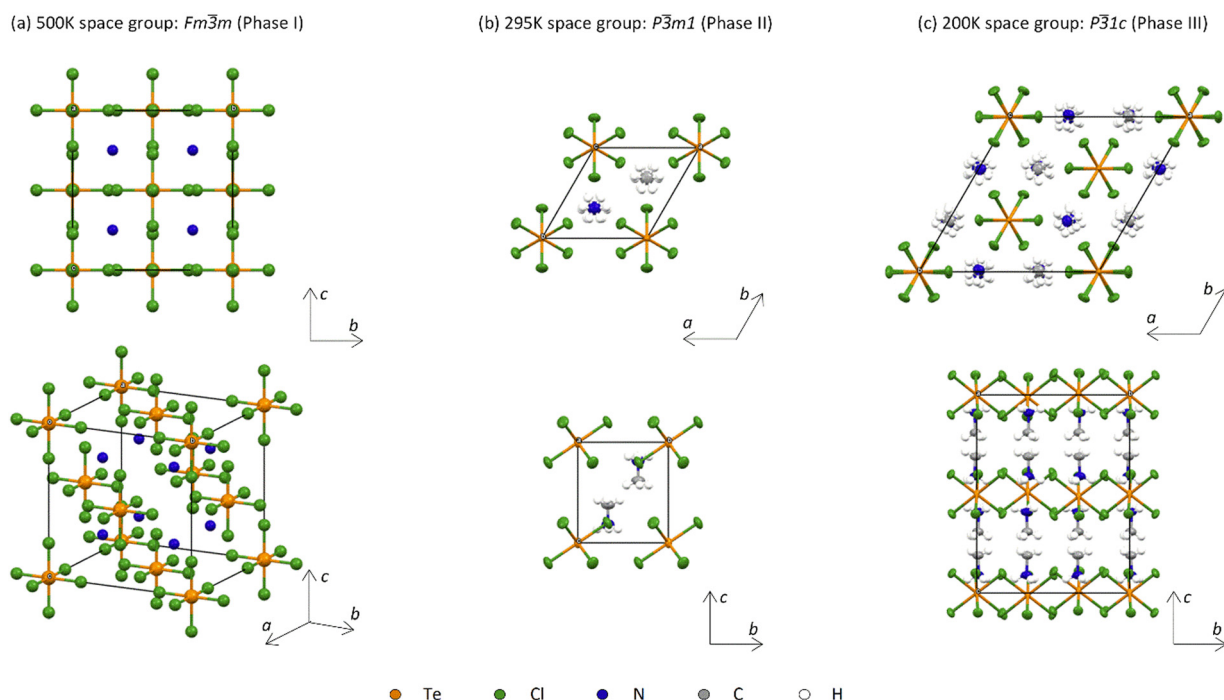 (a) 500K space group: Fm3̅m (Phase I)
(b) 295K space group: P3̅m1 (Phase II)
(c) 200K space group: P3̅1c (Phase III)
c
b
b
a
b
a
c
a
b
c
b
c
b
Te Cl N C H